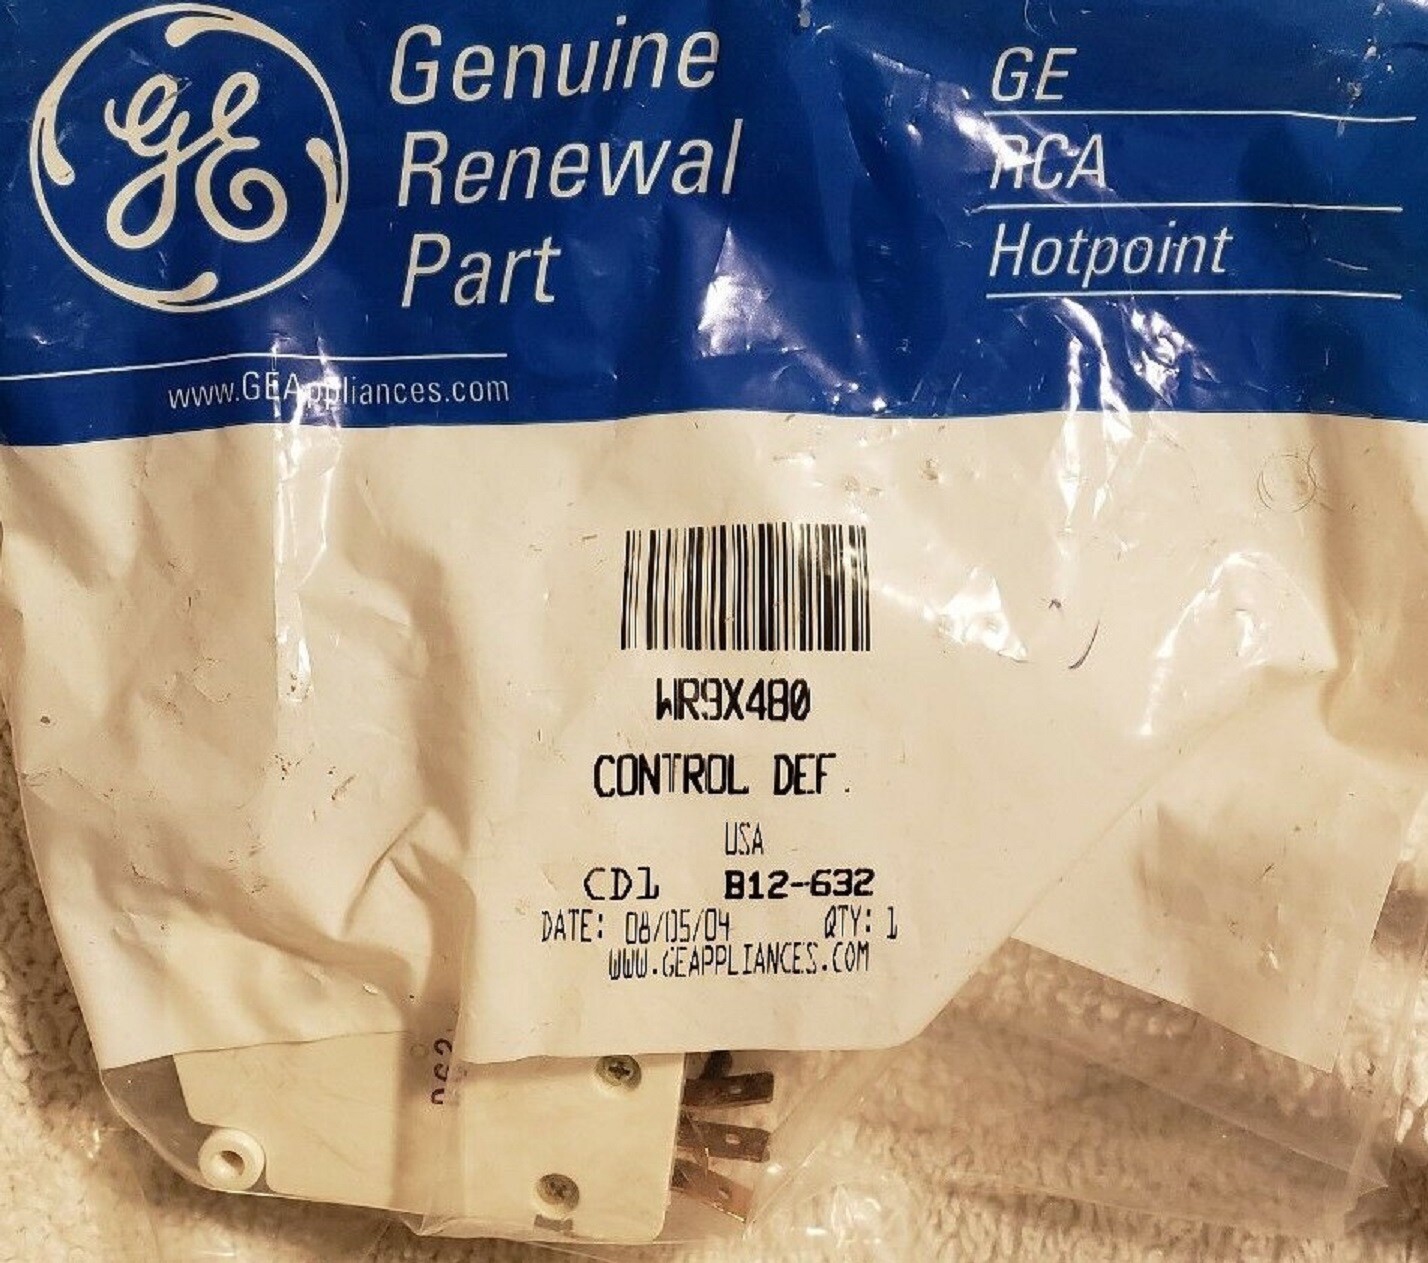 GE
Genuine
Renewal
Part
GE
RCA
Hotpoint
www.GEAppliances.com
WR9X480
CONTROL DEF.
USA
CD1 B12-632
DATE: 08/05/04 QTY: 1
WWW.GEAPPLIANCES.COM